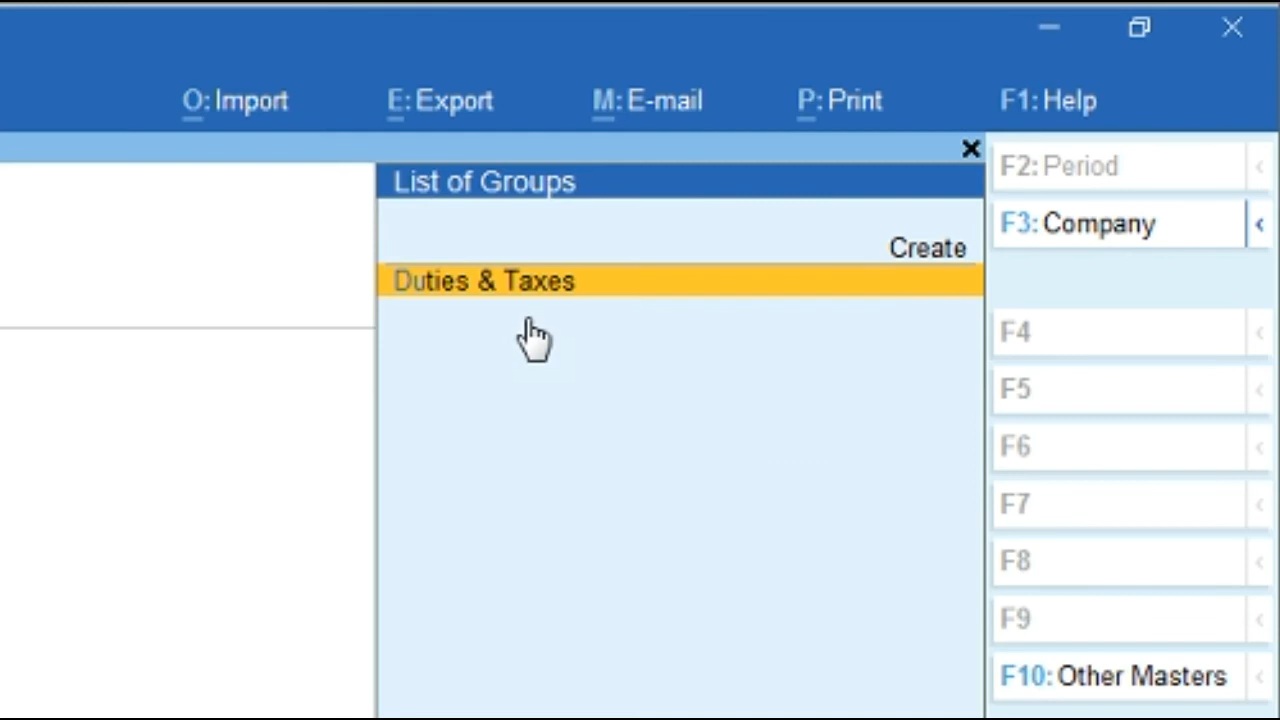 O: Import E: Export M: E-mail P: Print F1: Help
List of Groups
Create
Duties & Taxes
F2: Period
F3: Company
F4
F5
F6
F7
F8
F9
F10: Other Masters